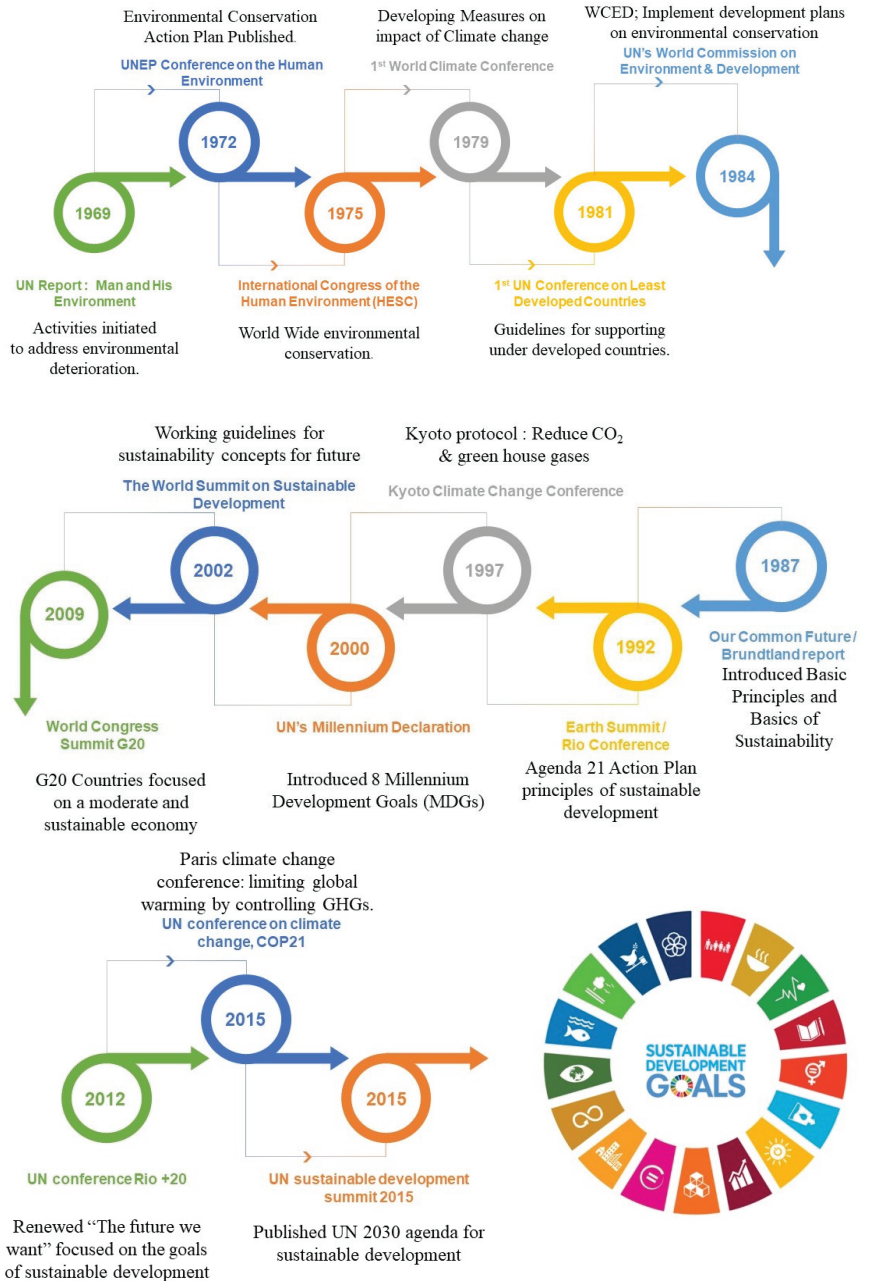 Environmental Conservation
Action Plan Published.
UNEP Conference on the Human
Environment
1972
Developing Measures on
impact of Climate change
1st World Climate Conference
1979
WCED; Implement development plans
on environmental conservation
UN's World Commission on
Environment & Development
1984
1969
UN Report : Man and His
Environment
Activities initiated
to address environmental
deterioration.
1975
International Congress of the
Human Environment (HESC)
World Wide environmental
conservation.
1981
1st UN Conference on Least
Developed Countries
Guidelines for supporting
under developed countries.
Working guidelines for
sustainability concepts for future
The World Summit on Sustainable
Development
2002
Kyoto protocol : Reduce CO₂
& green house gases
Kyoto Climate Change Conference
1997
1987
Our Common Future /
Brundtland report
Introduced Basic
Principles and
Basics of
Sustainability
2009
World Congress
Summit G20
G20 Countries focused
on a moderate and
sustainable economy
2000
UN's Millennium Declaration
Introduced 8 Millennium
Development Goals (MDGs)
1992
Earth Summit /
Rio Conference
Agenda 21 Action Plan
principles of sustainable
development
Paris climate change
conference: limiting global
warming by controlling GHGs.
UN conference on climate
change, COP21
2015
2012
UN conference Rio +20
Renewed “The future we
want” focused on the goals
of sustainable development
2015
UN sustainable development
summit 2015
Published UN 2030 agenda for
sustainable development
SUSTAINABLE
DEVELOPMENT
GOALS